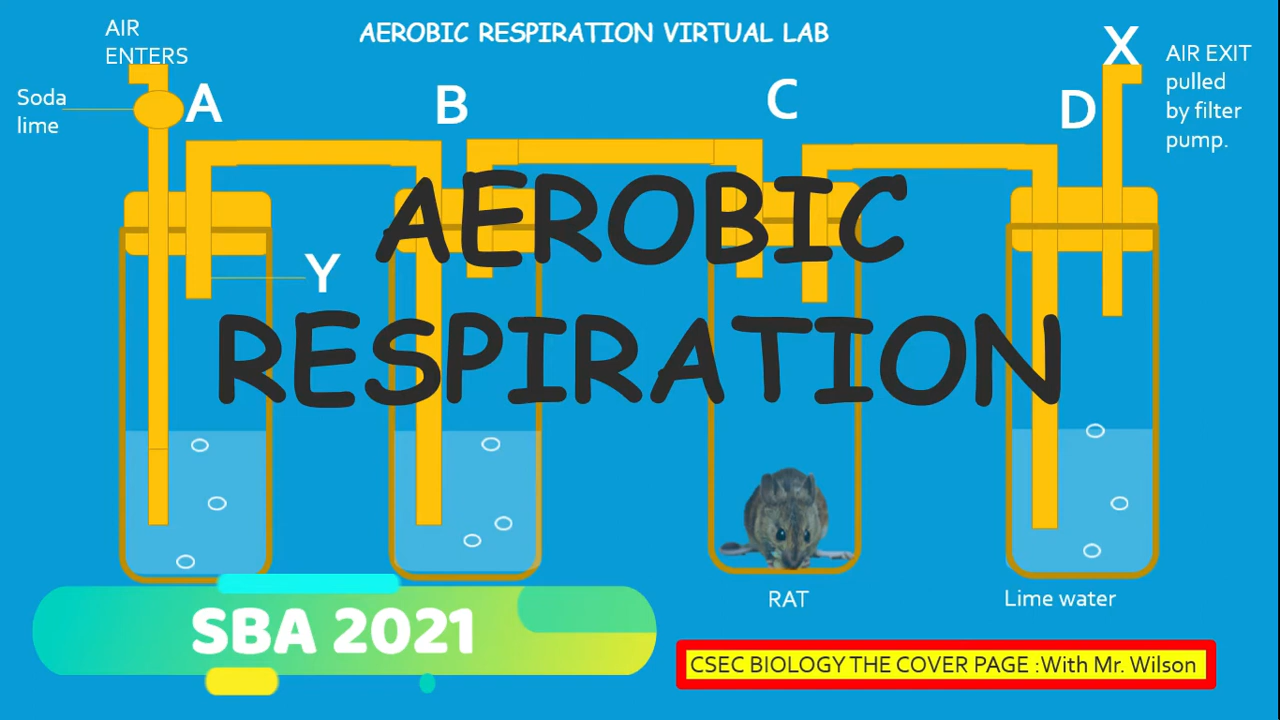 AIR
ENTERS
AEROBIC RESPIRATION VIRTUAL LAB
X
AIR EXIT
pulled
by filter
pump.
Soda
lime
A
B
C
D
Y
AEROBIC
RESPIRATION
RAT
Lime water
SBA 2021
CSEC BIOLOGY THE COVER PAGE :With Mr. Wilson